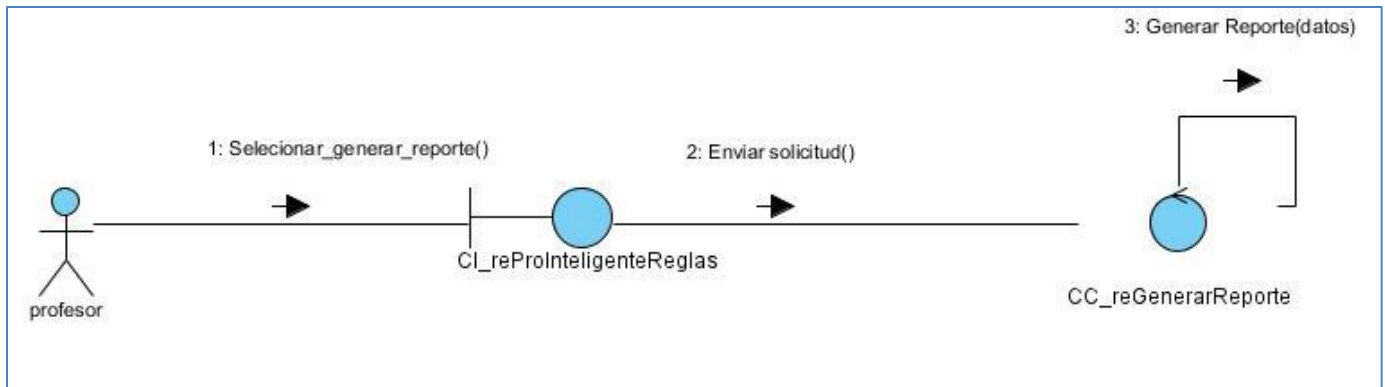 3: Generar Reporte(datos)
1: Selecionar_generar_reporte()
2: Enviar solicitud()
CI_reProInteligenteReglas
CC_reGenerarReporte
profesor